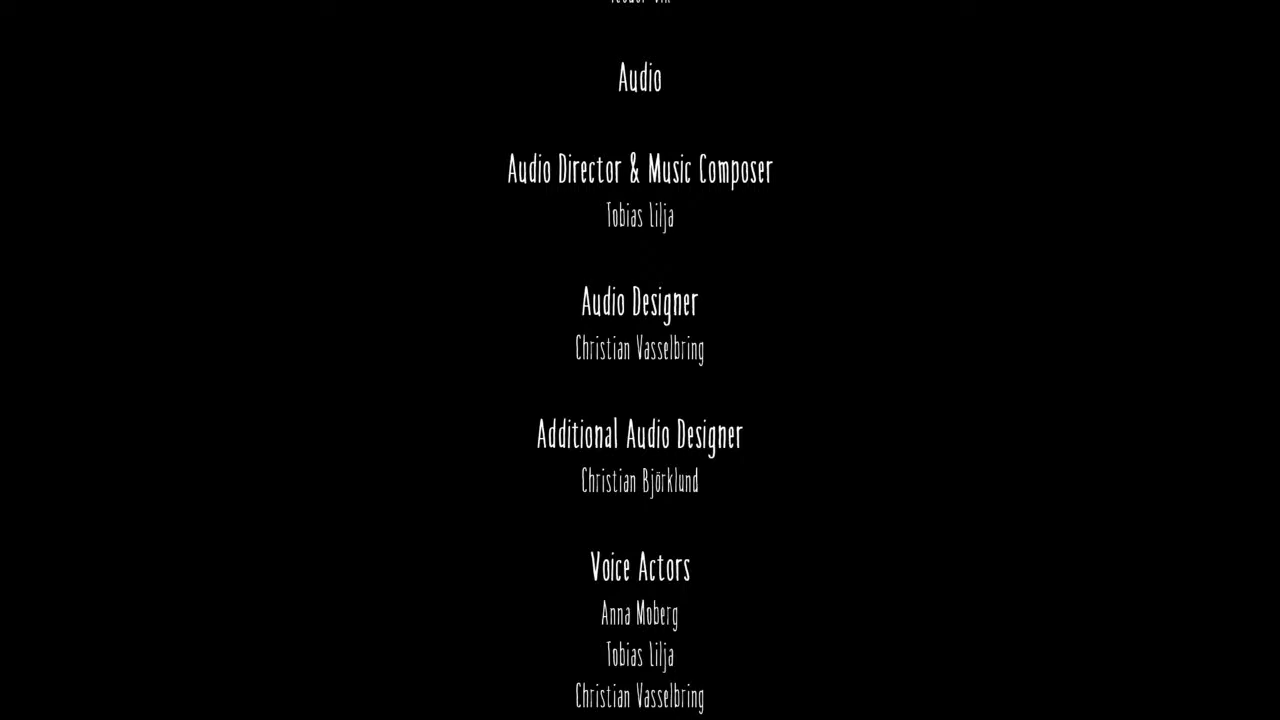 Audio
Audio Director & Music Composer
Tobias Lilja
Audio Designer
Christian Vasselbring
Additional Audio Designer
Christian Björklund
Voice Actors
Anna Moberg
Tobias Lilja
Christian Vasselbring